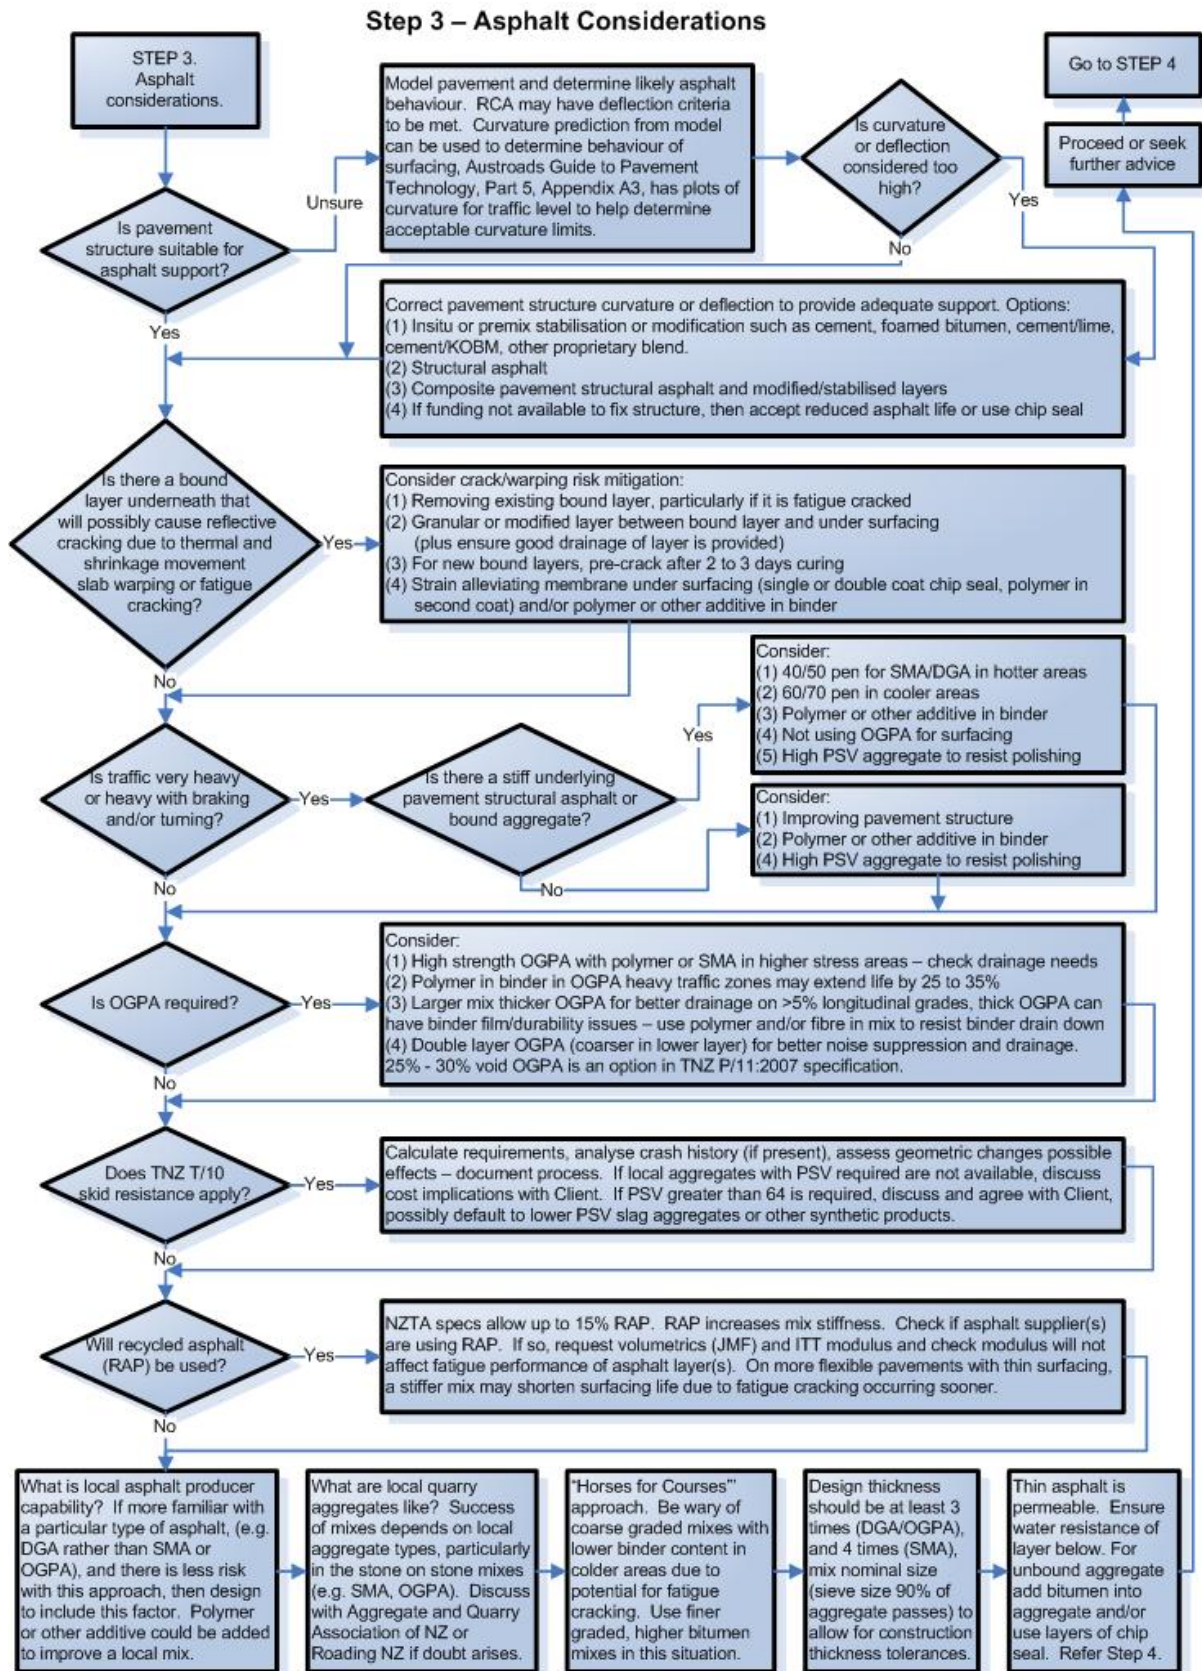 Step 3 – Asphalt Considerations
STEP 3.
Asphalt
considerations.
Model pavement and determine likely asphalt
behaviour. RCA may have deflection criteria
to be met. Curvature prediction from model
can be used to determine behaviour of
surfacing, Austroads Guide to Pavement
Technology, Part 5, Appendix A3, has plots of
curvature for traffic level to help determine
acceptable curvature limits.
Is curvature
or deflection
considered too
high?
Go to STEP 4
Proceed or seek
further advice
Unsure
Yes
No
Is pavement
structure suitable for
asphalt support?
Yes
Correct pavement structure curvature or deflection to provide adequate support. Options:
(1) Insitu or premix stabilisation or modification such as cement, foamed bitumen, cement/lime,
cement/KOBM, other proprietary blend.
(2) Structural asphalt
(3) Composite pavement structural asphalt and modified/stabilised layers
(4) If funding not available to fix structure, then accept reduced asphalt life or use chip seal
Is there a bound
layer underneath that
will possibly cause reflective
cracking due to thermal and
shrinkage movement
slab warping or fatigue
cracking?
Yes
Consider crack/warping risk mitigation:
(1) Removing existing bound layer, particularly if it is fatigue cracked
(2) Granular or modified layer between bound layer and under surfacing
(plus ensure good drainage of layer is provided)
(3) For new bound layers, pre-crack after 2 to 3 days curing
(4) Strain alleviating membrane under surfacing (single or double coat chip seal, polymer in
second coat) and/or polymer or other additive in binder
No
Is traffic very heavy
or heavy with braking
and/or turning?
Yes
Is there a stiff underlying
pavement structural asphalt or
bound aggregate?
Yes
Consider:
(1) 40/50 pen for SMA/DGA in hotter areas
(2) 60/70 pen in cooler areas
(3) Polymer or other additive in binder
(4) Not using OGPA for surfacing
(5) High PSV aggregate to resist polishing
No
Consider:
(1) Improving pavement structure
(2) Polymer or other additive in binder
(4) High PSV aggregate to resist polishing
No
Is OGPA required?
Yes
Consider:
(1) High strength OGPA with polymer or SMA in higher stress areas – check drainage needs
(2) Polymer in binder in OGPA heavy traffic zones may extend life by 25 to 35%
(3) Larger mix thicker OGPA for better drainage on >5% longitudinal grades, thick OGPA can
have binder film/durability issues – use polymer and/or fibre in mix to resist binder drain down
(4) Double layer OGPA (coarser in lower layer) for better noise suppression and drainage.
25% - 30% void OGPA is an option in TNZ P/11:2007 specification.
No
Does TNZ T/10
skid resistance apply?
Yes
Calculate requirements, analyse crash history (if present), assess geometric changes possible
effects – document process. If local aggregates with PSV required are not available, discuss
cost implications with Client. If PSV greater than 64 is required, discuss and agree with Client,
possibly default to lower PSV slag aggregates or other synthetic products.
No
Will recycled asphalt
(RAP) be used?
Yes
NZTA specs allow up to 15% RAP. RAP increases mix stiffness. Check if asphalt supplier(s)
are using RAP. If so, request volumetrics (JMF) and ITT modulus and check modulus will not
affect fatigue performance of asphalt layer(s). On more flexible pavements with thin surfacing,
a stiffer mix may shorten surfacing life due to fatigue cracking occurring sooner.
No
What is local asphalt producer
capability? If more familiar with
a particular type of asphalt, (e.g.
DGA rather than SMA or
OGPA), and there is less risk
with this approach, then design
to include this factor. Polymer
or other additive could be added
to improve a local mix.
What are local quarry
aggregates like? Success
of mixes depends on local
aggregate types, particularly
in the stone on stone mixes
(e.g. SMA, OGPA). Discuss
with Aggregate and Quarry
Association of NZ or
Roading NZ if doubt arises.
"Horses for Courses"'
approach. Be wary of
coarse graded mixes with
lower binder content in
colder areas due to
potential for fatigue
cracking. Use finer
graded, higher bitumen
mixes in this situation.
Design thickness
should be at least 3
times (DGA/OGPA),
and 4 times (SMA),
mix nominal size
(sieve size 90% of
aggregate passes) to
allow for construction
thickness tolerances.
Thin asphalt is
permeable. Ensure
water resistance of
layer below. For
unbound aggregate
add bitumen into
aggregate and/or
use layers of chip
seal. Refer Step 4.